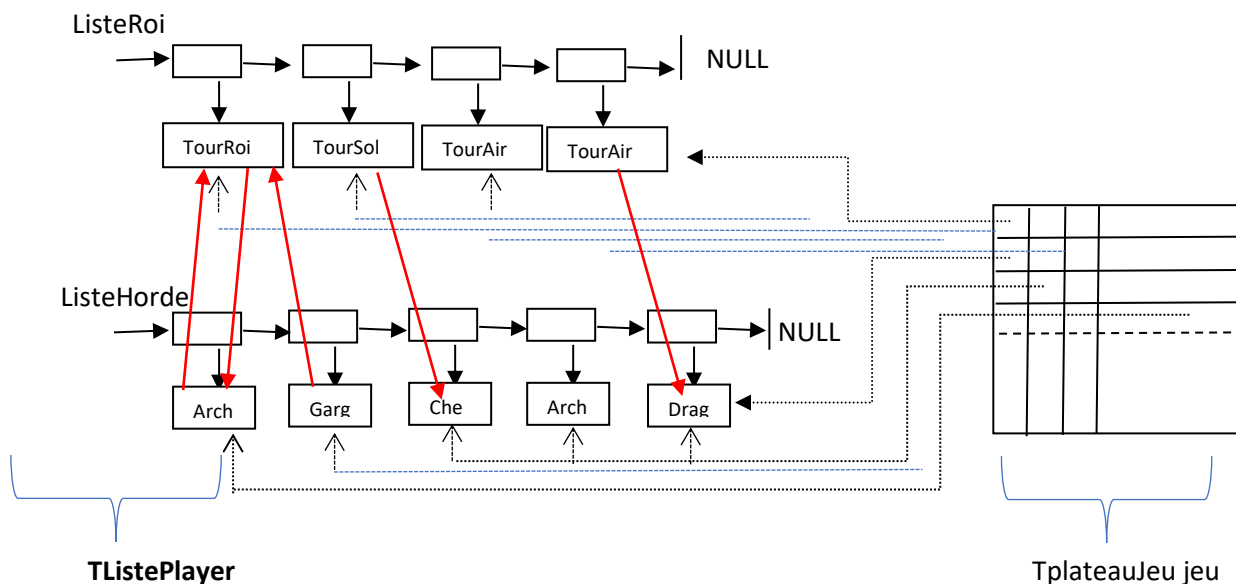 ListeRoi
NULL
TourRoi
TourSol
TourAir
TourAir
ListeHorde
NULL
Arch
Garg
Che
Arch
Drag
TListePlayer
TplateauJeu jeu